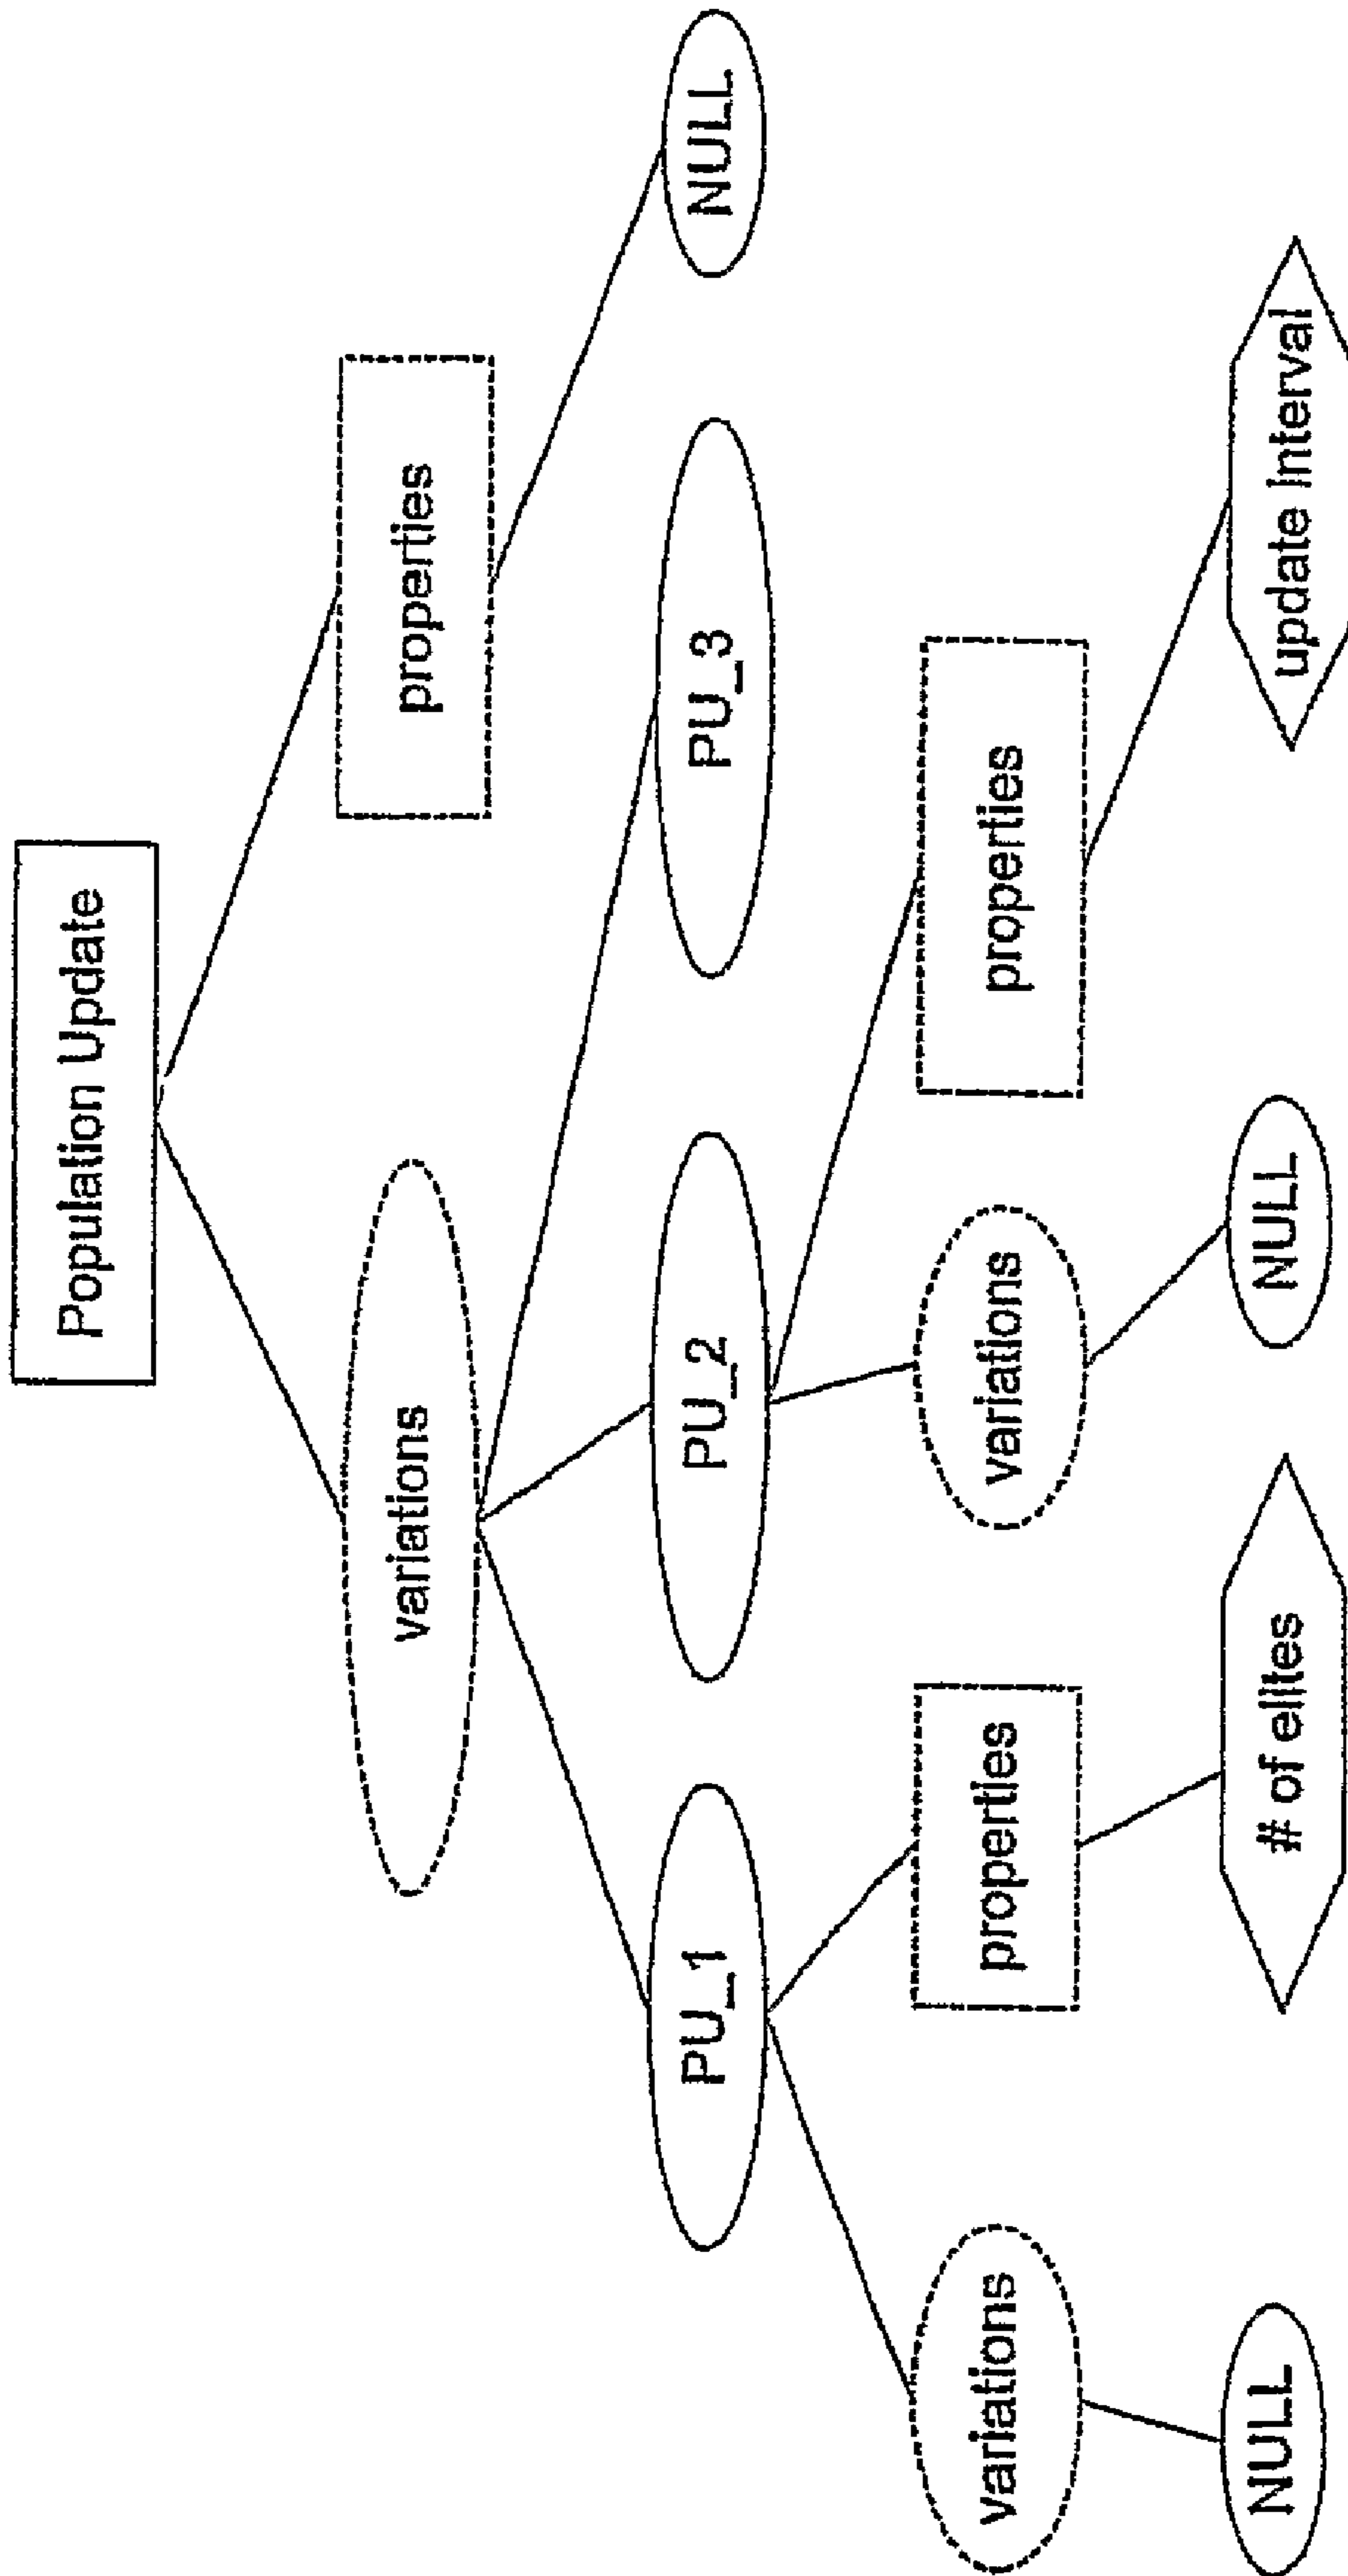 Population Update
variations
properties
PU_1
PU_2
PU_3
NULL
variations
properties
variations
properties
NULL
# of elites
NULL
update Interval